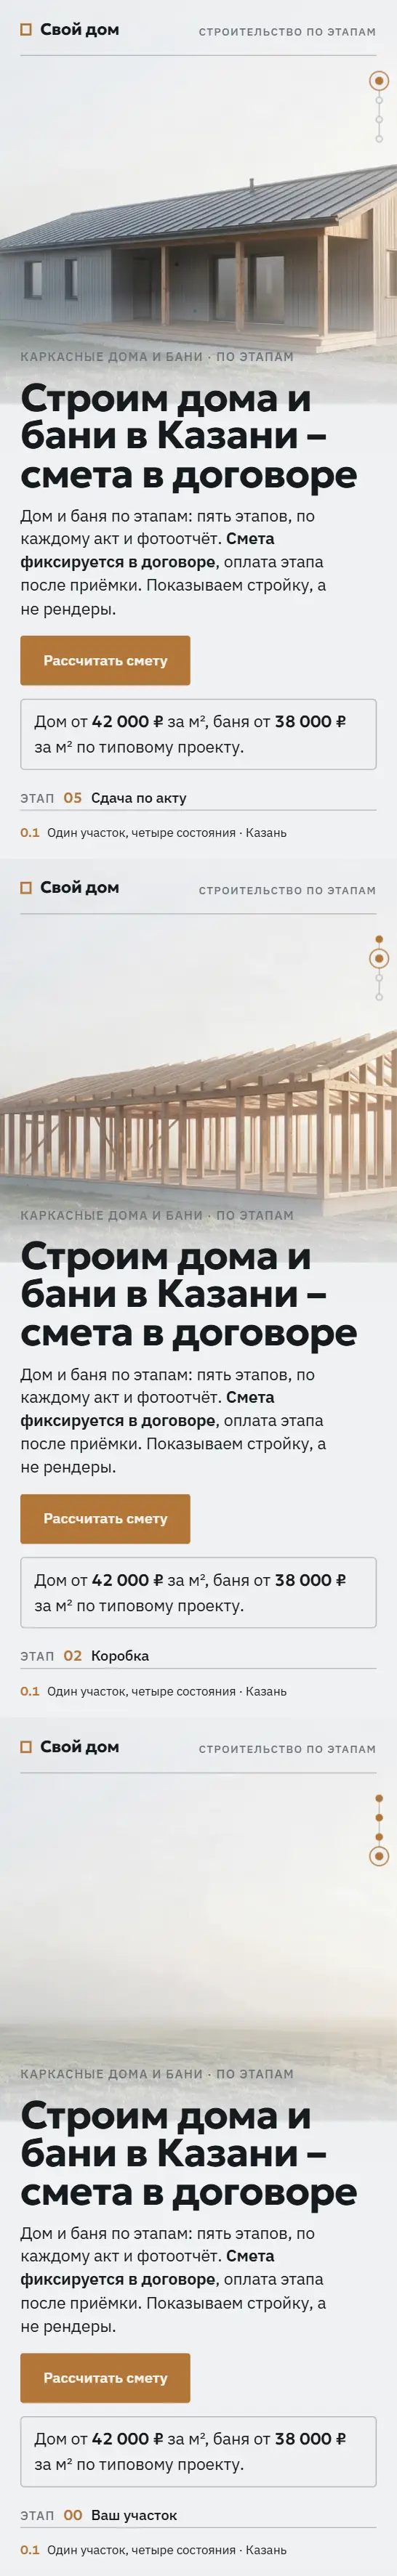 Свой дом
СТРОИТЕЛЬСТВО ПО ЭТАПАМ
КАРКАСНЫЕ ДОМА И БАНИ · ПО ЭТАПАМ
Строим дома и
бани в Казани –
смета в договоре
Дом и баня по этапам: пять этапов, по
каждому акт и фотоотчёт. Смета
фиксируется в договоре, оплата этапа
после приёмки. Показываем стройку, а
не рендеры.
Рассчитать смету
Дом от 42 000 ₽ за м², баня от 38 000 ₽
за м² по типовому проекту.
ЭТАП 05 Сдача по акту
0.1 Один участок, четыре состояния · Казань
Свой дом
СТРОИТЕЛЬСТВО ПО ЭТАПАМ
КАРКАСНЫЕ ДОМА И БАНИ · ПО ЭТАПАМ
Строим дома и
бани в Казани –
смета в договоре
Дом и баня по этапам: пять этапов, по
каждому акт и фотоотчёт. Смета
фиксируется в договоре, оплата этапа
после приёмки. Показываем стройку, а
не рендеры.
Рассчитать смету
Дом от 42 000 ₽ за м², баня от 38 000 ₽
за м² по типовому проекту.
ЭТАП 02 Коробка
0.1 Один участок, четыре состояния · Казань
Свой дом
СТРОИТЕЛЬСТВО ПО ЭТАПАМ
КАРКАСНЫЕ ДОМА И БАНИ · ПО ЭТАПАМ
Строим дома и
бани в Казани –
смета в договоре
Дом и баня по этапам: пять этапов, по
каждому акт и фотоотчёт. Смета
фиксируется в договоре, оплата этапа
после приёмки. Показываем стройку, а
не рендеры.
Рассчитать смету
Дом от 42 000 ₽ за м², баня от 38 000 ₽
за м² по типовому проекту.
ЭТАП 00 Ваш участок
0.1 Один участок, четыре состояния · Казань